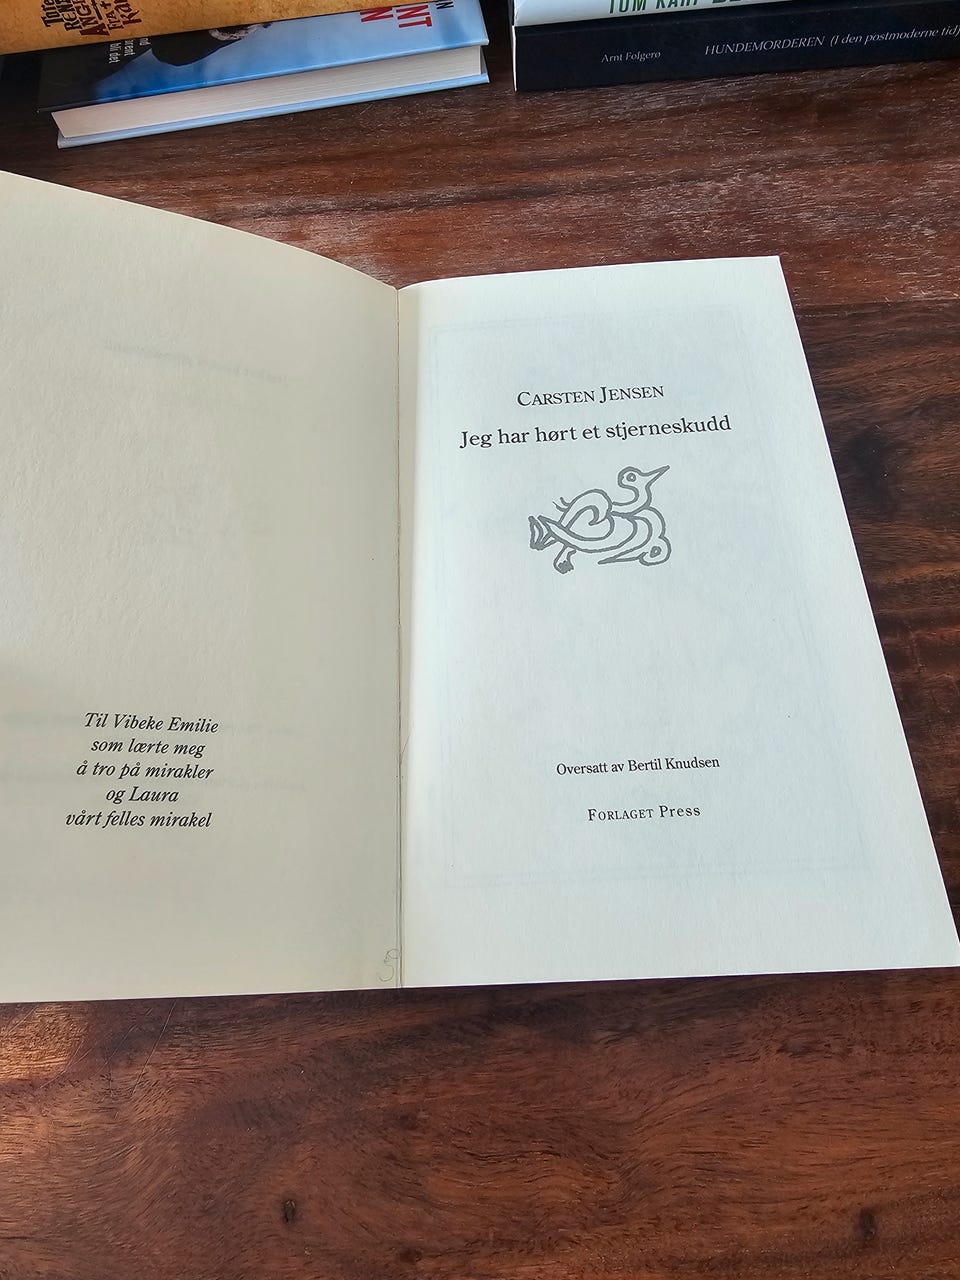 HUNDEMORDEREN (I den postmoderne tid)
Arnt Folgerø
CARSTEN JENSEN
Jeg har hørt et stjerneskudd
Til Vibeke Emilie
som lærte meg
å tro på mirakler
og Laura
vårt felles mirakel
Oversatt av Bertil Knudsen
FORLAGET Press